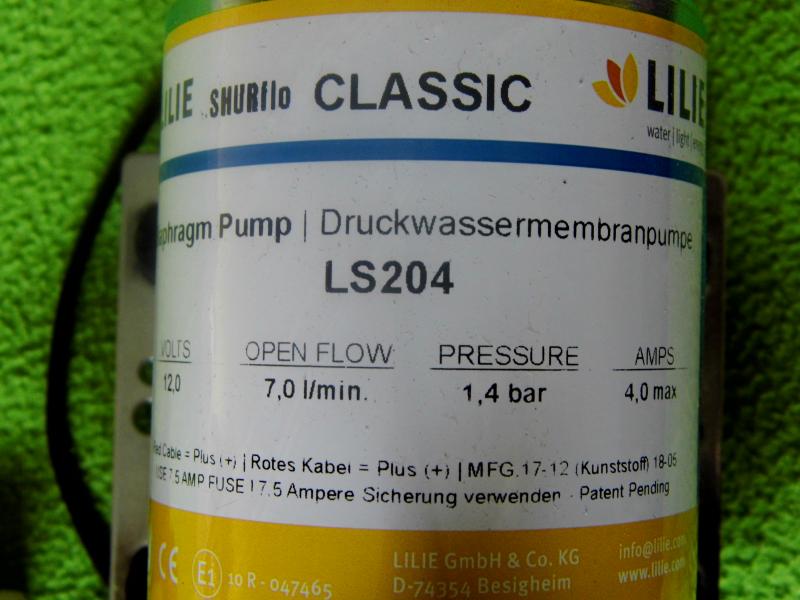 LILIE SHURflo CLASSIC
LILIE
water | light | energy
Diaphragm Pump | Druckwassermembranpumpe
LS204
VOLTS OPEN FLOW PRESSURE AMPS
12,0 7,0 l/min. 1,4 bar 4,0 max
Red Cable = Plus (+) | Rotes Kabel = Plus (+) | MFG.17-12 (Kunststoff) 18-05
USE 7.5 AMP FUSE | 7,5 Ampere Sicherung verwenden · Patent Pending
CE E1 10 R - 047465
LILIE GmbH & Co. KG
D-74354 Besigheim
info@lilie.com
www.lilie.com